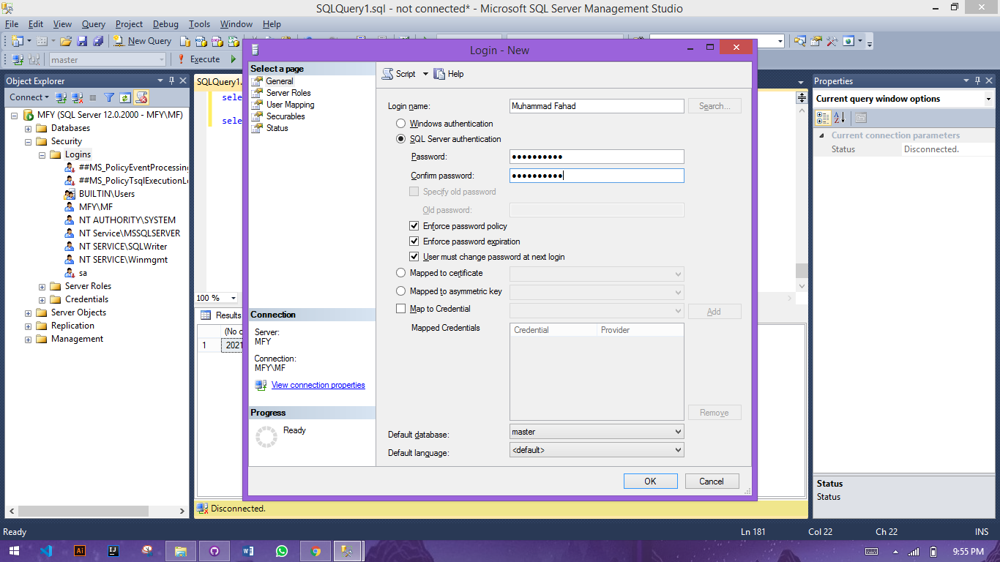 SQLQuery1.sql - not connected* - Microsoft SQL Server Management Studio
File Edit View Query Project Debug Tools Window Help
New Query
master
Execute
Object Explorer
Connect
MFY (SQL Server 12.0.2000 - MFY\MF)
Databases
Security
Logins
##MS_PolicyEventProcessing
##MS_PolicyTsqlExecutionL
BUILTIN\Users
MFY\MF
NT AUTHORITY\SYSTEM
NT Service\MSSQLSERVER
NT SERVICE\SQLWriter
NT SERVICE\Winmgmt
sa
Server Roles
Credentials
Server Objects
Replication
Management
SQLQuery1.
sele
sele
100 %
Results
(No c
1 2021
Disconnected.
Login - New
Select a page
General
Server Roles
User Mapping
Securables
Status
Connection
Server:
MFY
Connection:
MFY\MF
View connection properties
Progress
Ready
Script Help
Login name: Muhammad Fahad Search...
Windows authentication
SQL Server authentication
Password: ●●●●●●●●●●
Confirm password: ●●●●●●●●●●
Specify old password
Old password:
Enforce password policy
Enforce password expiration
User must change password at next login
Mapped to certificate
Mapped to asymmetric key
Map to Credential Add
Mapped Credentials Credential Provider
Remove
Default database: master
Default language: <default>
OK Cancel
Properties
Current query window options
Current connection parameters
Status Disconnected.
Status
Status
Ready Ln 181 Col 22 Ch 22 INS
Ai IJ 9:55 PM